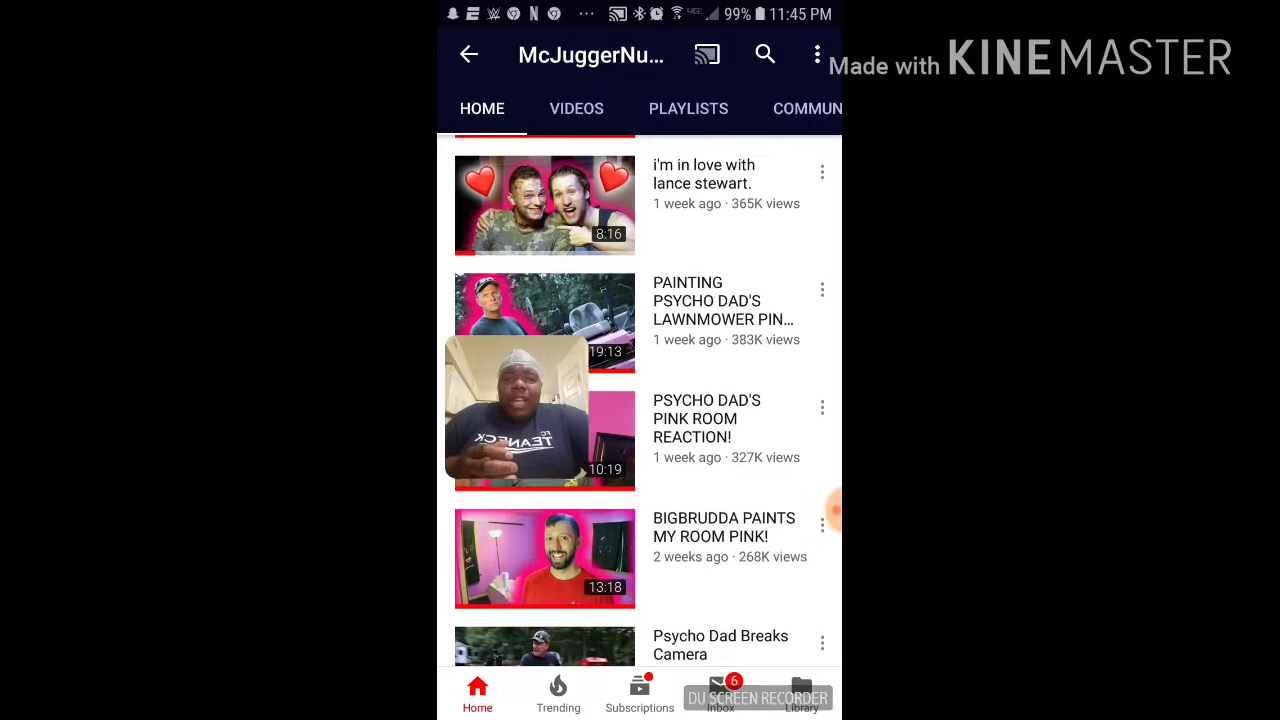 99% 11:45 PM
McJuggerNu...
Made with KINEMASTER
HOME VIDEOS PLAYLISTS COMMUN
i'm in love with
lance stewart.
1 week ago · 365K views
8:16
PAINTING
PSYCHO DAD'S
LAWNMOWER PIN...
1 week ago · 383K views
19:13
PSYCHO DAD'S
PINK ROOM
REACTION!
1 week ago · 327K views
10:19
FC
TEANECK
BIGBRUDDA PAINTS
MY ROOM PINK!
2 weeks ago · 268K views
13:18
Psycho Dad Breaks
Camera
6
Home Trending Subscriptions Inbox Library
DU SCREEN RECORDER